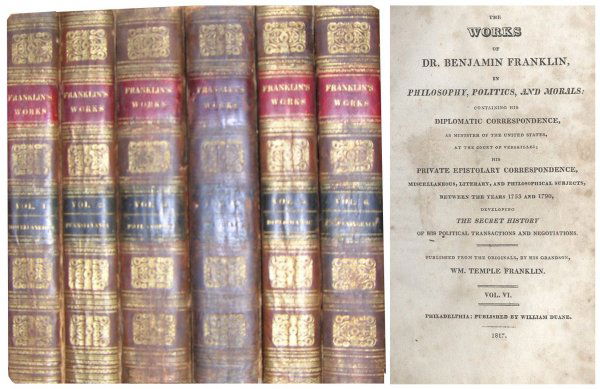 FRANKLIN'S
WORKS
VOL. 1.
FRANKLIN'S
WORKS
VOL. 2
PENNSYLVANIA
FRANKLIN'S
WORKS
VOL.
WORKS
FRANKLIN'S
WORKS
VOL. 5
FRANKLIN'S
WORKS
VOL. 6
THE
WORKS
OF
DR. BENJAMIN FRANKLIN,
IN
PHILOSOPHY, POLITICS, AND MORALS:
CONTAINING HIS
DIPLOMATIC CORRESPONDENCE,
AS MINISTER OF THE UNITED STATES,
AT THE COURT OF VERSAILLES;
HIS
PRIVATE EPISTOLARY CORRESPONDENCE,
MISCELLANEOUS, LITERARY, AND PHILOSOPHICAL SUBJECTS,
BETWEEN THE YEARS 1753 AND 1790,
DEVELOPING
THE SECRET HISTORY
OF HIS POLITICAL TRANSACTIONS AND NEGOTIATIONS.
PUBLISHED FROM THE ORIGINALS, BY HIS GRANDSON,
WM. TEMPLE FRANKLIN.
VOL. VI.
PHILADELPHIA: PUBLISHED BY WILLIAM DUANE.
1817.